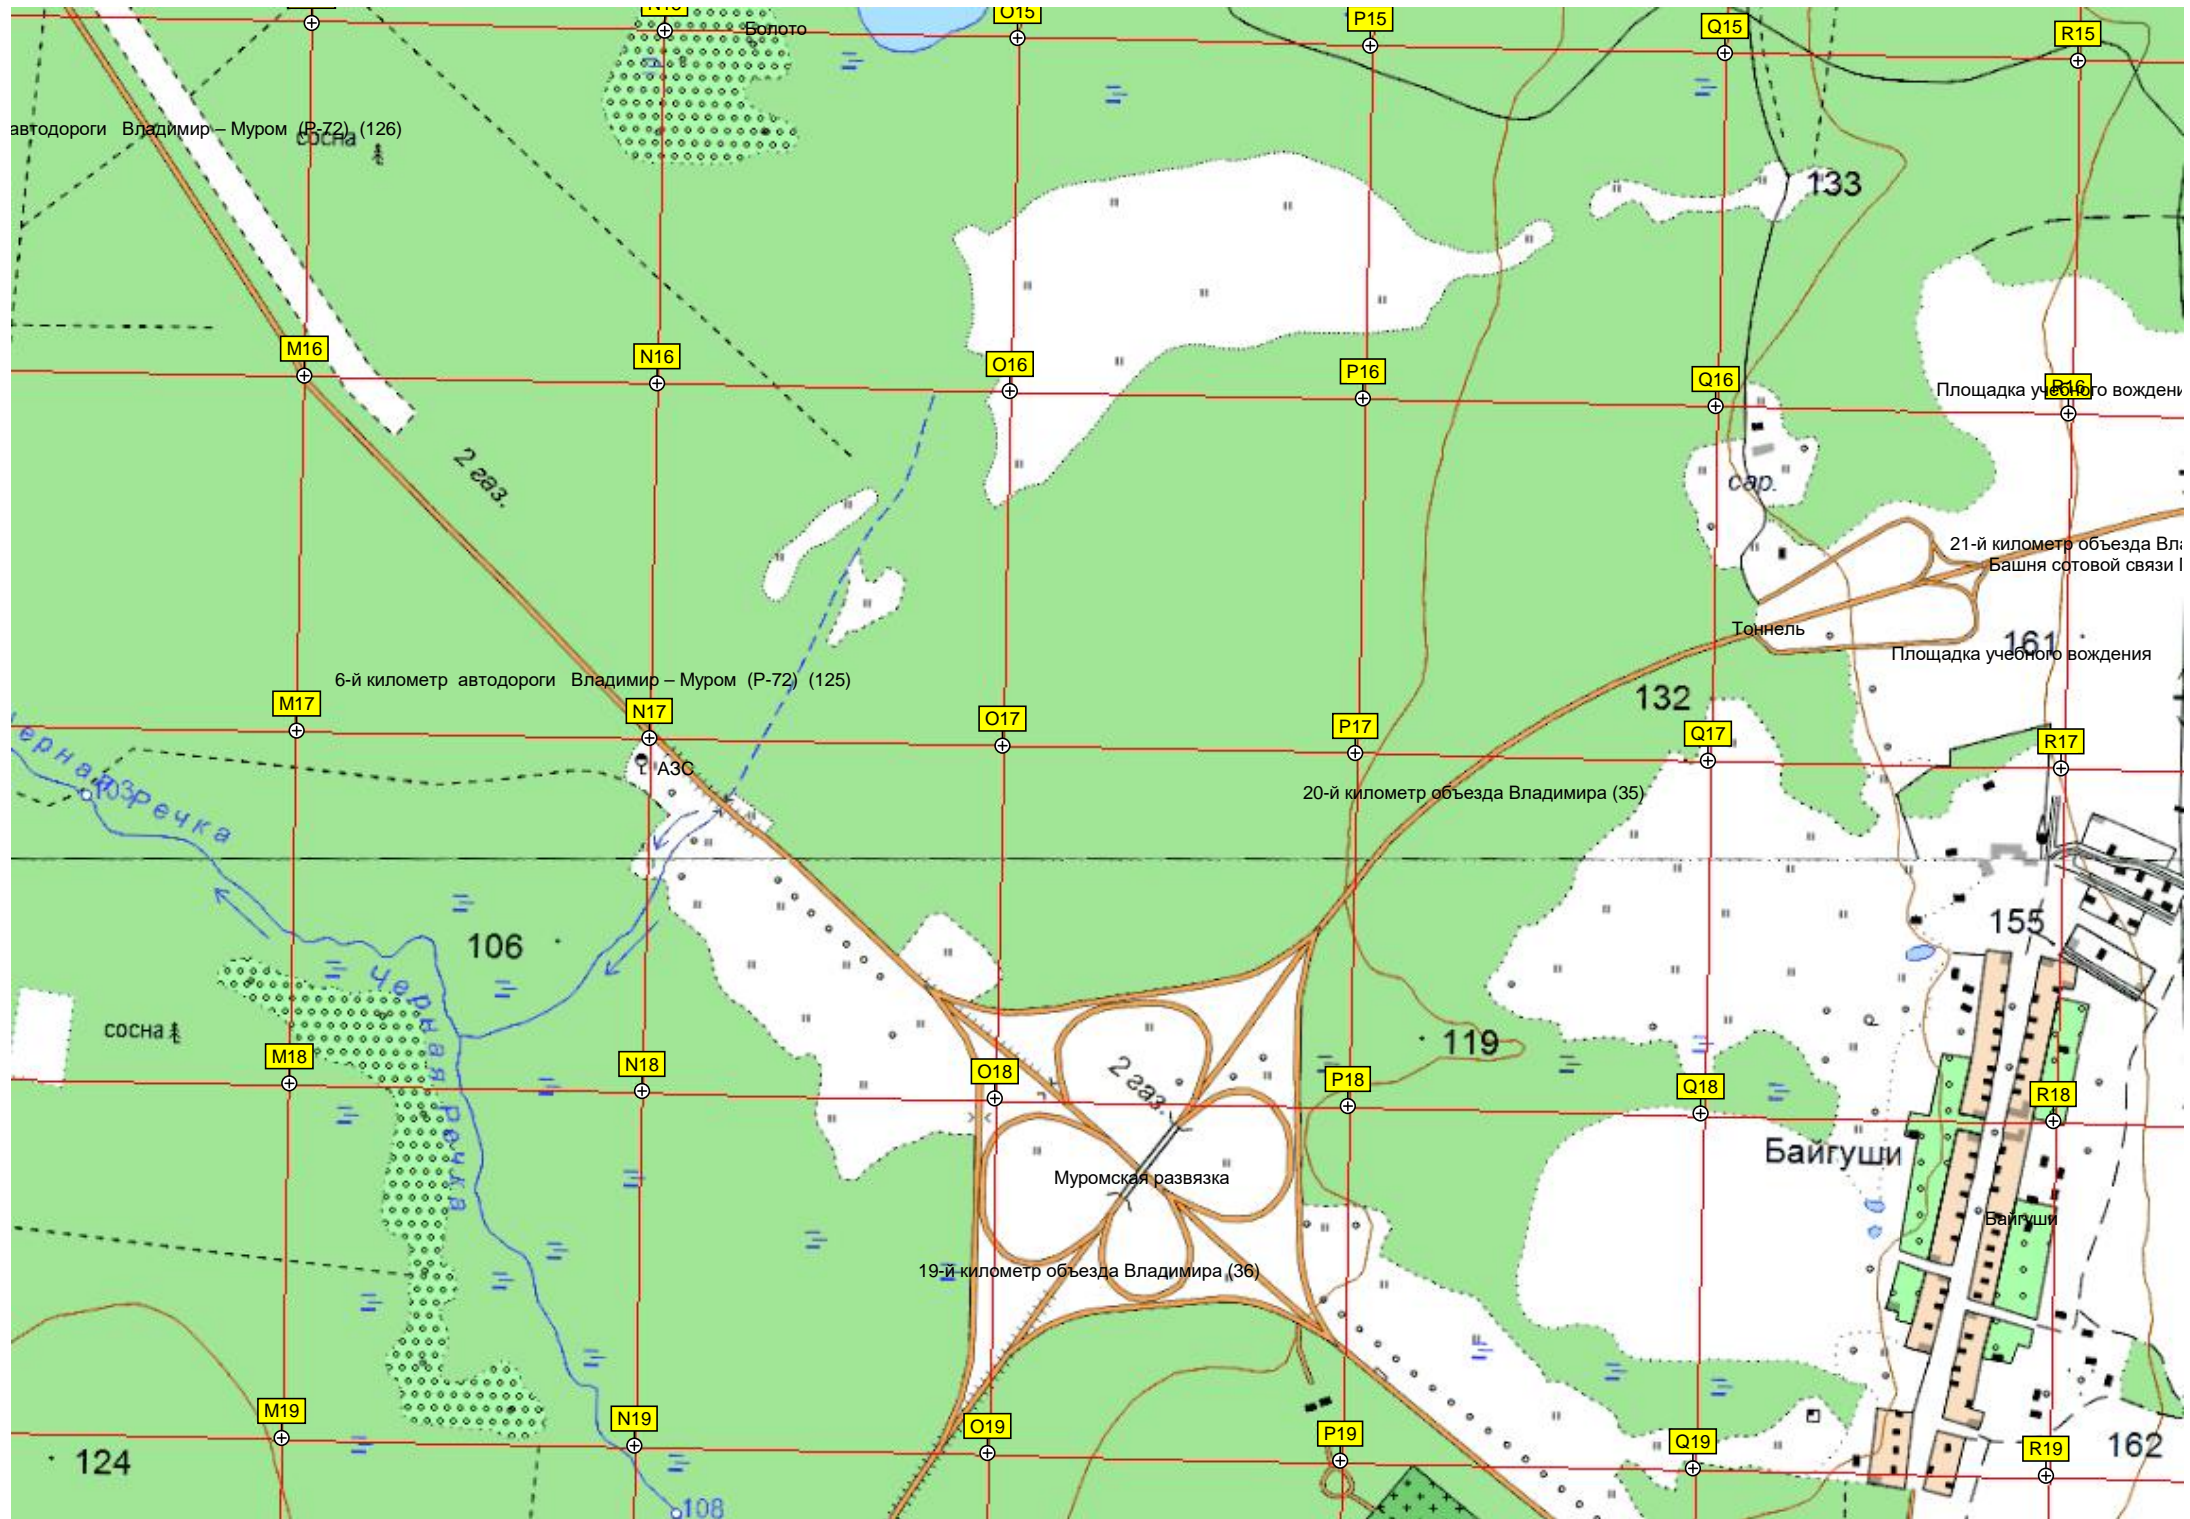 O15
P15
Q15
R15
Болото
автодороги Владимир – Муром (Р-72) (126)
сосна
133
M16
N16
O16
P16
Q16
R16
Площадка учебного
2 газ.
сар.
21-й километр объезда
Башня сотовой связи
Тоннель
161
Площадка учебного вождения
6-й километр автодороги Владимир – Муром (Р-72) (125)
132
M17
N17
O17
P17
Q17
R17
АЗС
20-й километр объезда Владимира (35)
речка
155
106
Черная речка
сосна
119
M18
N18
O18
P18
Q18
R18
2 газ.
Байгуши
Муромская развязка
Байгуши
19-й километр объезда Владимира (36)
M19
N19
O19
P19
Q19
R19
124
162
108